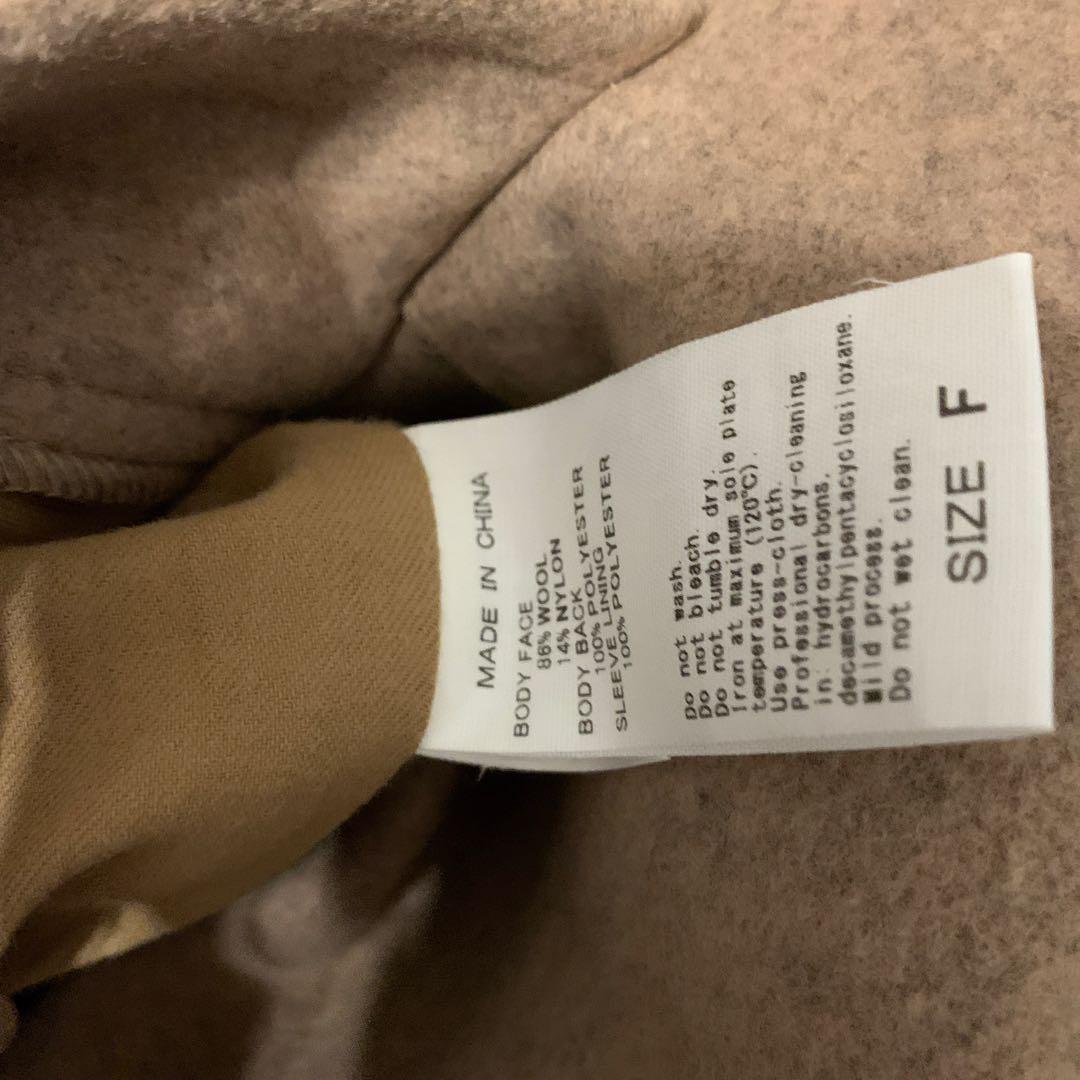 MADE IN CHINA
BODY FACE
86% WOOL
14% NYLON
BODY BACK
100% POLYESTER
SLEEVE LINING
100% POLYESTER
Do not wash.
Do not bleach.
Do not tumble dry.
Iron at maximum sole plate
temperature (120℃).
Use press-cloth.
Professional dry-cleaning
in: hydrocarbons,
decamethylpentacyclosiloxane.
Mild process.
Do not wet clean.
SIZE F